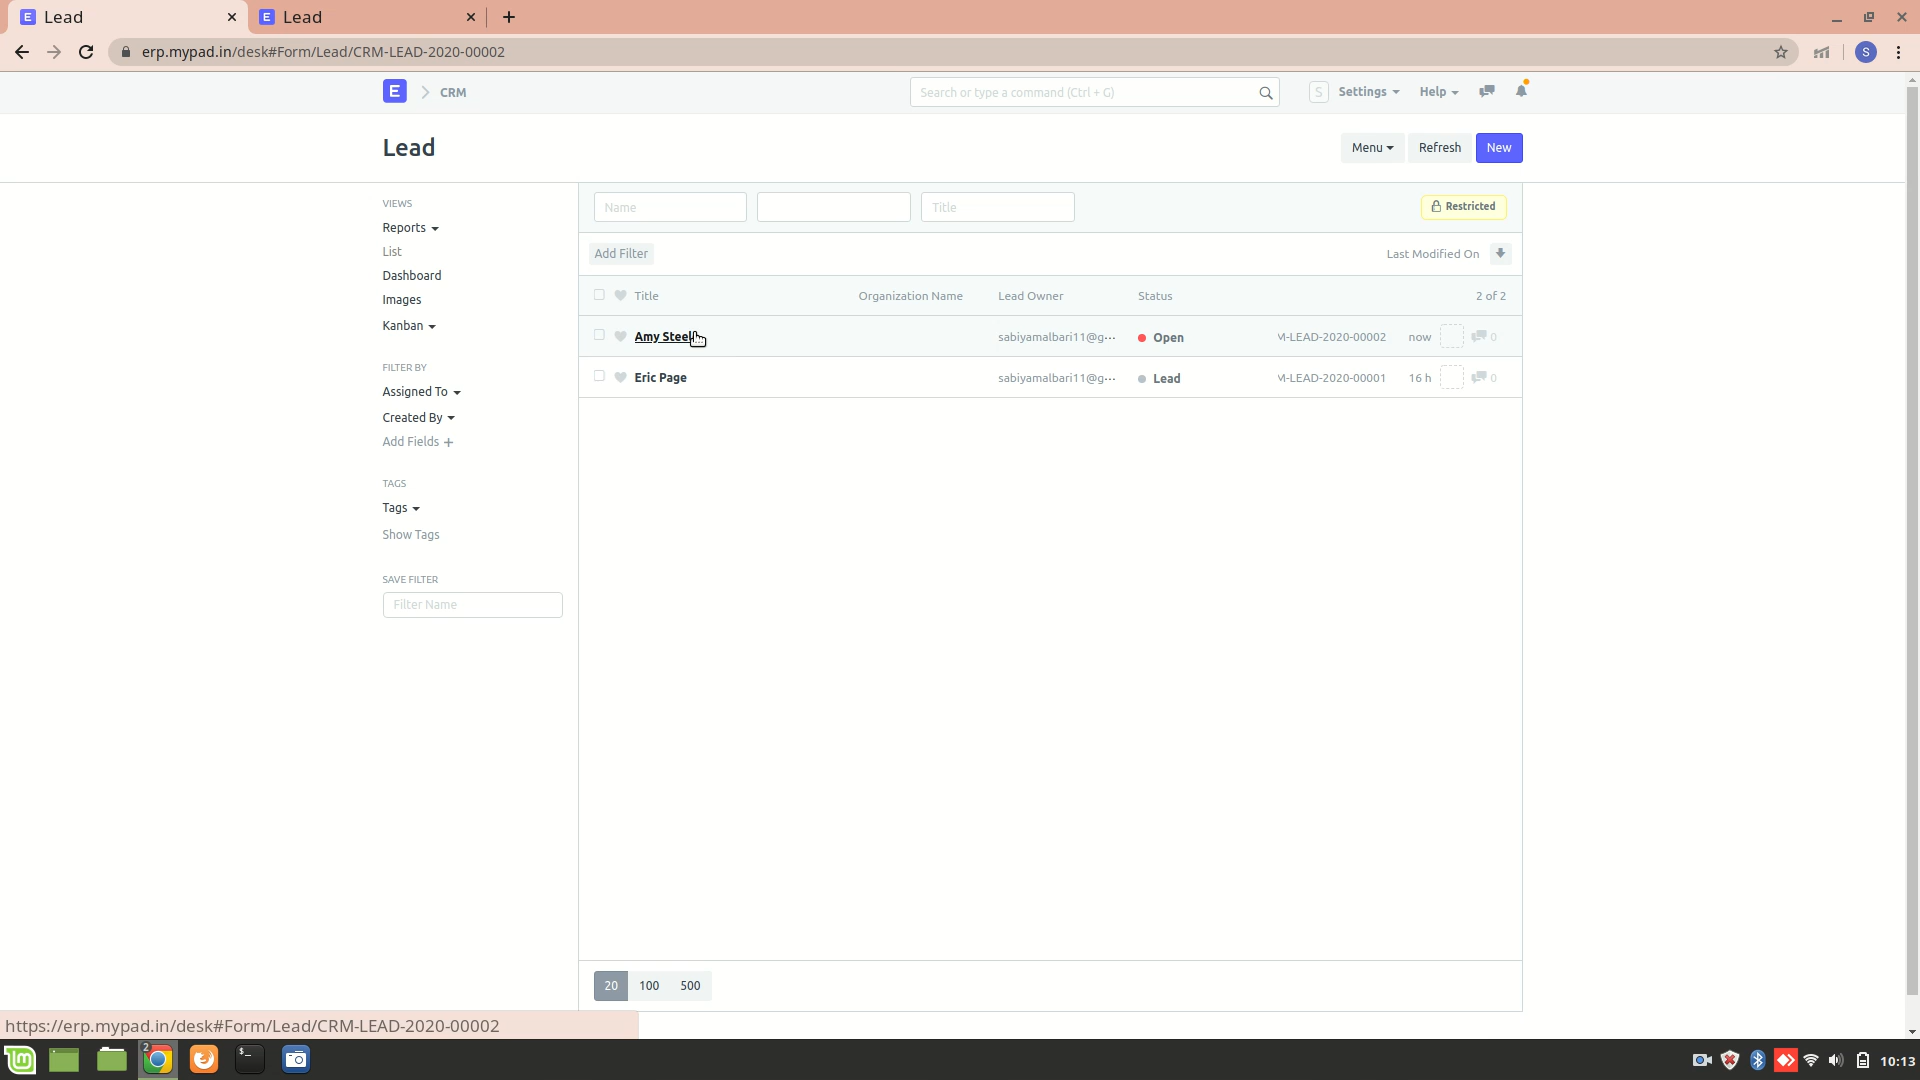 E Lead
E Lead
erp.mypad.in/desk#Form/Lead/CRM-LEAD-2020-00002
S
E CRM
Search or type a command (Ctrl + G)
S Settings Help
Lead
Menu Refresh New
VIEWS
Reports
List
Dashboard
Images
Kanban
FILTER BY
Assigned To
Created By
Add Fields +
TAGS
Tags
Show Tags
SAVE FILTER
Filter Name
Name Title Restricted
Add Filter Last Modified On
Title Organization Name Lead Owner Status 2 of 2
Amy Steel sabiyamalbari11@g... Open M-LEAD-2020-00002 now 0
Eric Page sabiyamalbari11@g... Lead M-LEAD-2020-00001 16 h 0
20 100 500
https://erp.mypad.in/desk#Form/Lead/CRM-LEAD-2020-00002
2
10:13